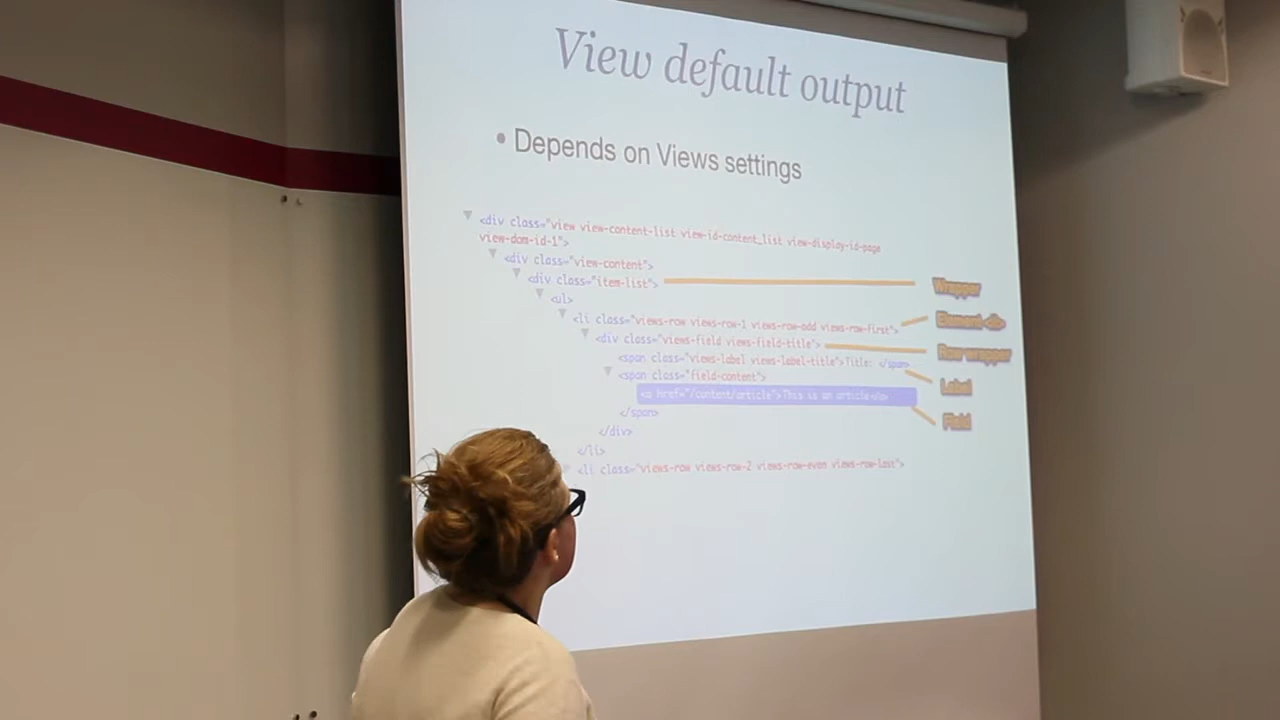 View default output
• Depends on Views settings
<div class="view view-content-list view-id-content_list view-display-id-page
view-dom-id-1">
<div class="view-content">
<div class="item-list">
Wrapper
<ul>
<li class="views-row views-row-1 views-row-odd views-row-first">
Element <li>
<div class="views-field views-field-title">
Row wrapper
<span class="views-label views-label-title">Title: </span>
Label
<span class="field-content">
<a href="/content/article">This is an article</a>
Field
</span>
</div>
</li>
<li class="views-row views-row-2 views-row-even views-row-last">